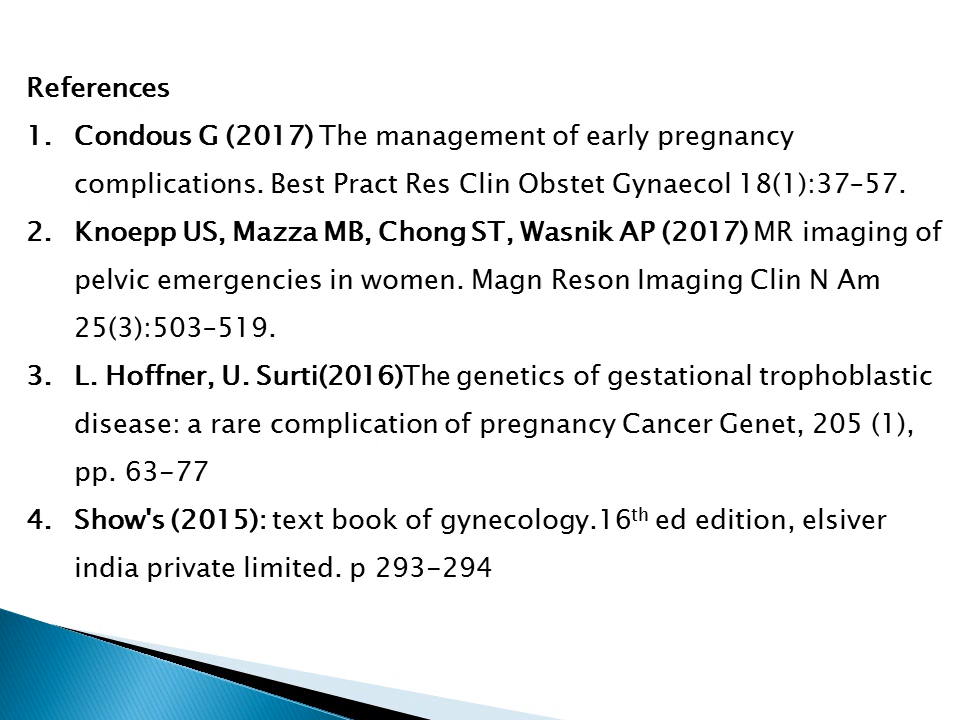 References
1. Condous G (2017) The management of early pregnancy
complications. Best Pract Res Clin Obstet Gynaecol 18(1):37–57.
2. Knoepp US, Mazza MB, Chong ST, Wasnik AP (2017) MR imaging of
pelvic emergencies in women. Magn Reson Imaging Clin N Am
25(3):503–519.
3. L. Hoffner, U. Surti(2016)The genetics of gestational trophoblastic
disease: a rare complication of pregnancy Cancer Genet, 205 (1),
pp. 63-77
4. Show's (2015): text book of gynecology.16th ed edition, elsiver
india private limited. p 293-294